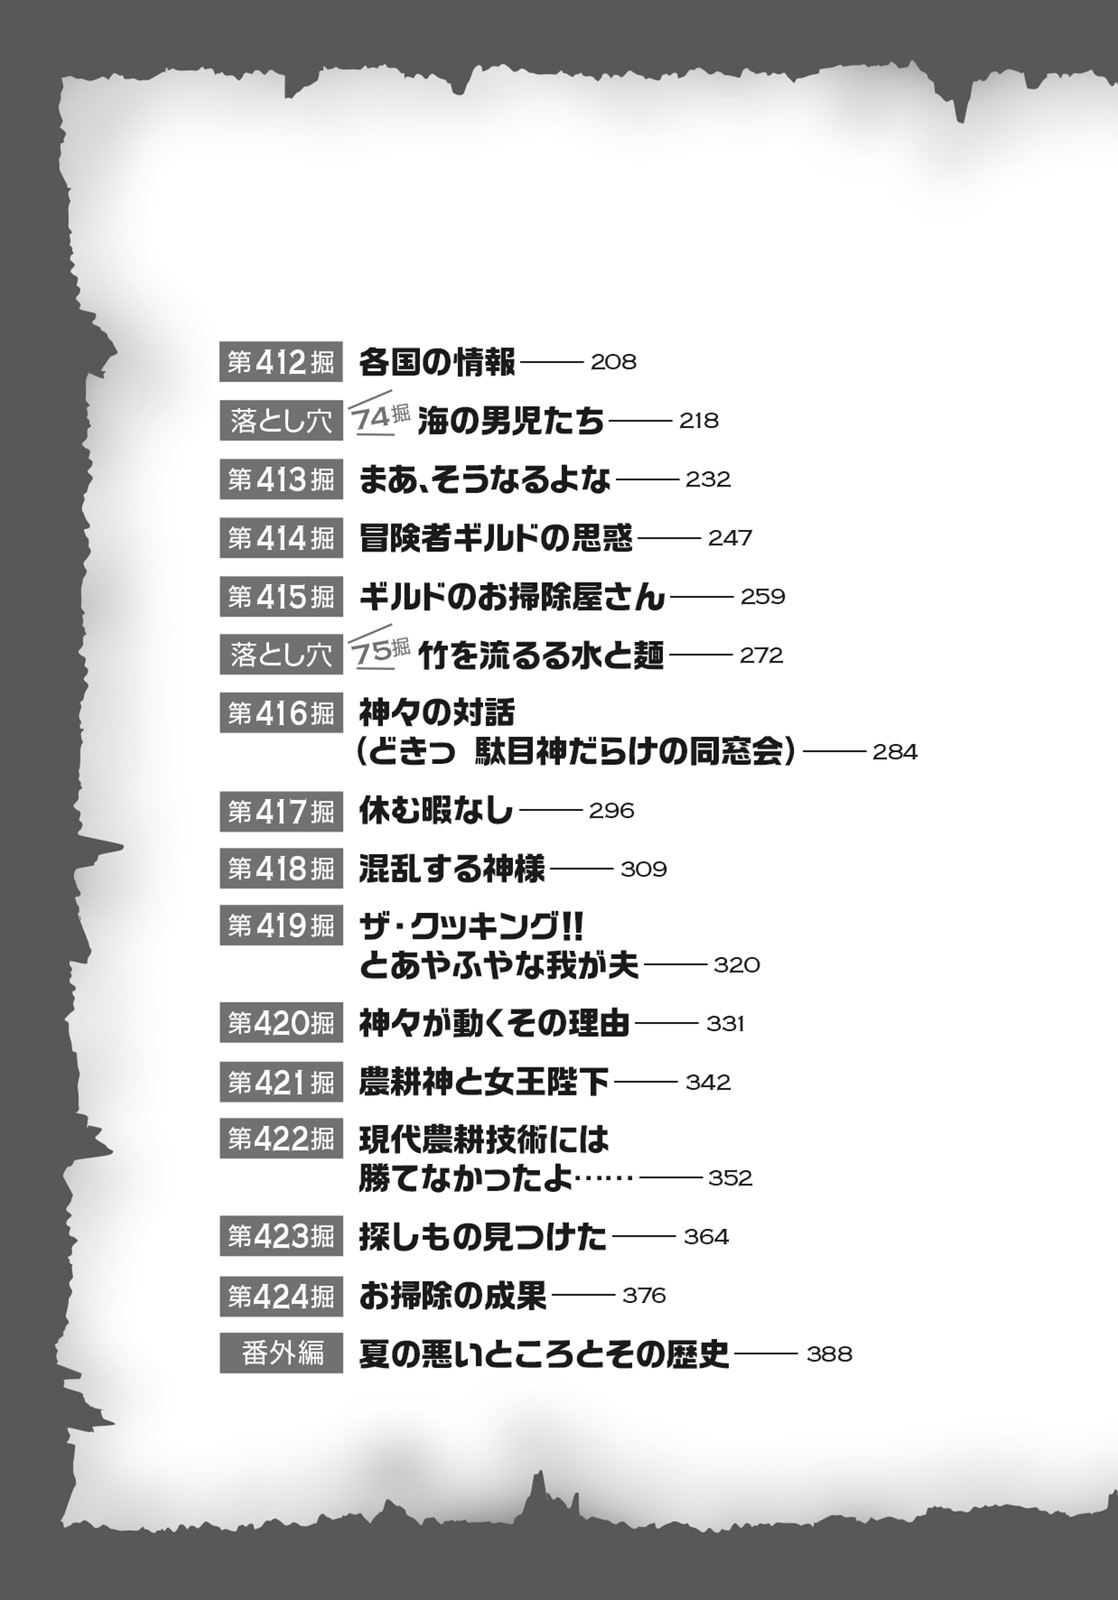 第412掘 各国の情報 208
落とし穴 74掘 海の男児たち 218
第413掘 まあ、そうなるよな 232
第414掘 冒険者ギルドの思惑 247
第415掘 ギルドのお掃除屋さん 259
落とし穴 75掘 竹を流るる水と麺 272
第416掘 神々の対話
（どきっ 駄目神だらけの同窓会） 284
第417掘 休む暇なし 296
第418掘 混乱する神様 309
第419掘 ザ・クッキング!!
とあやふやな我が夫 320
第420掘 神々が動くその理由 331
第421掘 農耕神と女王陛下 342
第422掘 現代農耕技術には
勝てなかったよ…… 352
第423掘 探しもの見つけた 364
第424掘 お掃除の成果 376
番外編 夏の悪いところとその歴史 388